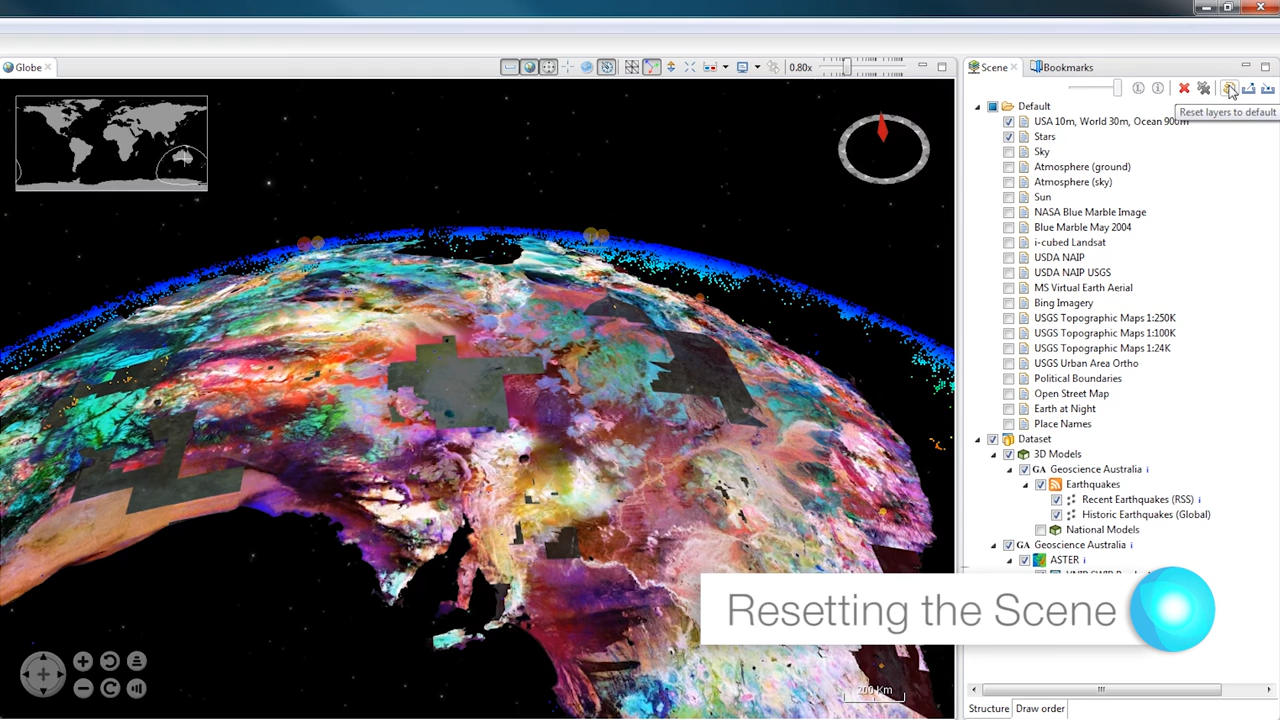 Globe
0.80x
Scene
Bookmarks
Reset layers to default
Default
USA 10m, World 30m, Ocean 900m
Stars
Sky
Atmosphere (ground)
Atmosphere (sky)
Sun
NASA Blue Marble Image
Blue Marble May 2004
i-cubed Landsat
USDA NAIP
USDA NAIP USGS
MS Virtual Earth Aerial
Bing Imagery
USGS Topographic Maps 1:250K
USGS Topographic Maps 1:100K
USGS Topographic Maps 1:24K
USGS Urban Area Ortho
Political Boundaries
Open Street Map
Earth at Night
Place Names
Dataset
3D Models
GA Geoscience Australia i
Earthquakes
Recent Earthquakes (RSS) i
Historic Earthquakes (Global)
National Models
GA Geoscience Australia i
ASTER i
Resetting the Scene
200 Km
Structure
Draw order